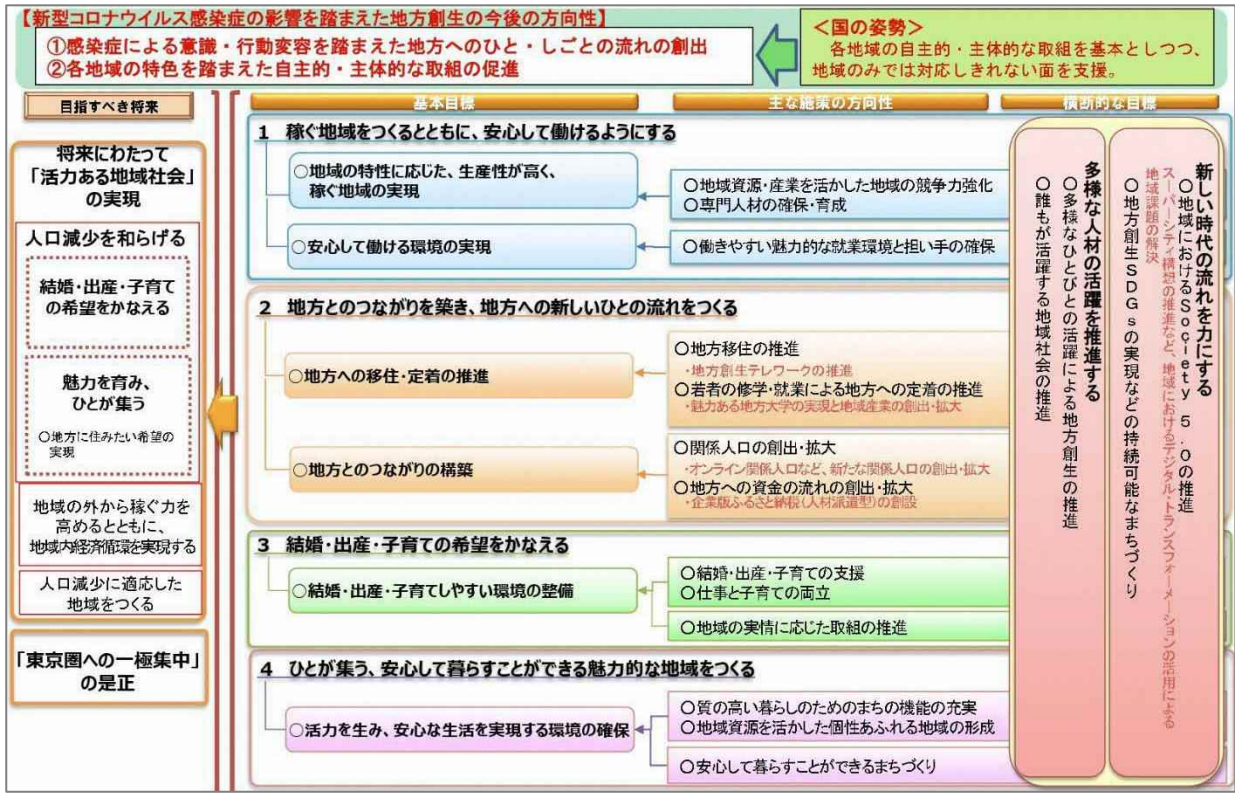 【新型コロナウイルス感染症の影響を踏まえた地方創生の今後の方向性】
①感染症による意識・行動変容を踏まえた地方へのひと・しごとの流れの創出
②各地域の特色を踏まえた自主的・主体的な取組の促進
＜国の姿勢＞
各地域の自主的・主体的な取組を基本としつつ、
地域のみでは対応しきれない面を支援。
目指すべき将来
将来にわたって
「活力ある地域社会」
の実現
人口減少を和らげる
結婚・出産・子育て
の希望をかなえる
魅力を育み、
ひとが集う
○地方に住みたい希望の
実現
地域の外から稼ぐ力を
高めるとともに、
地域内経済循環を実現する
人口減少に適応した
地域をつくる
「東京圏への一極集中」
の是正
基本目標
主な施策の方向性
横断的な目標
1 稼ぐ地域をつくるとともに、安心して働けるようにする
○地域の特性に応じた、生産性が高く、
稼ぐ地域の実現
○地域資源・産業を活かした地域の競争力強化
○専門人材の確保・育成
○安心して働ける環境の実現
○働きやすい魅力的な就業環境と担い手の確保
2 地方とのつながりを築き、地方への新しいひとの流れをつくる
○地方への移住・定着の推進
○地方移住の推進
・地方創生テレワークの推進
○若者の修学・就業による地方への定着の推進
・魅力ある地方大学の実現と地域産業の創出・拡大
○地方とのつながりの構築
○関係人口の創出・拡大
・オンライン関係人口など、新たな関係人口の創出・拡大
○地方への資金の流れの創出・拡大
・企業版ふるさと納税（人材派遣型）の創設
3 結婚・出産・子育ての希望をかなえる
○結婚・出産・子育てしやすい環境の整備
○結婚・出産・子育ての支援
○仕事と子育ての両立
○地域の実情に応じた取組の推進
4 ひとが集う、安心して暮らすことができる魅力的な地域をつくる
○活力を生み、安心な生活を実現する環境の確保
○質の高い暮らしのためのまちの機能の充実
○地域資源を活かした個性あふれる地域の形成
○安心して暮らすことができるまちづくり
新しい時代の流れを力にする
○地域におけるSociety 5.0の推進
スーパーシティ構想の推進など、地域におけるデジタル・トランスフォーメーションの活用による
地域課題の解決
○地方創生SDGsの実現などの持続可能なまちづくり
多様な人材の活躍を推進する
○多様なひとびとの活躍による地方創生の推進
○誰もが活躍する地域社会の推進